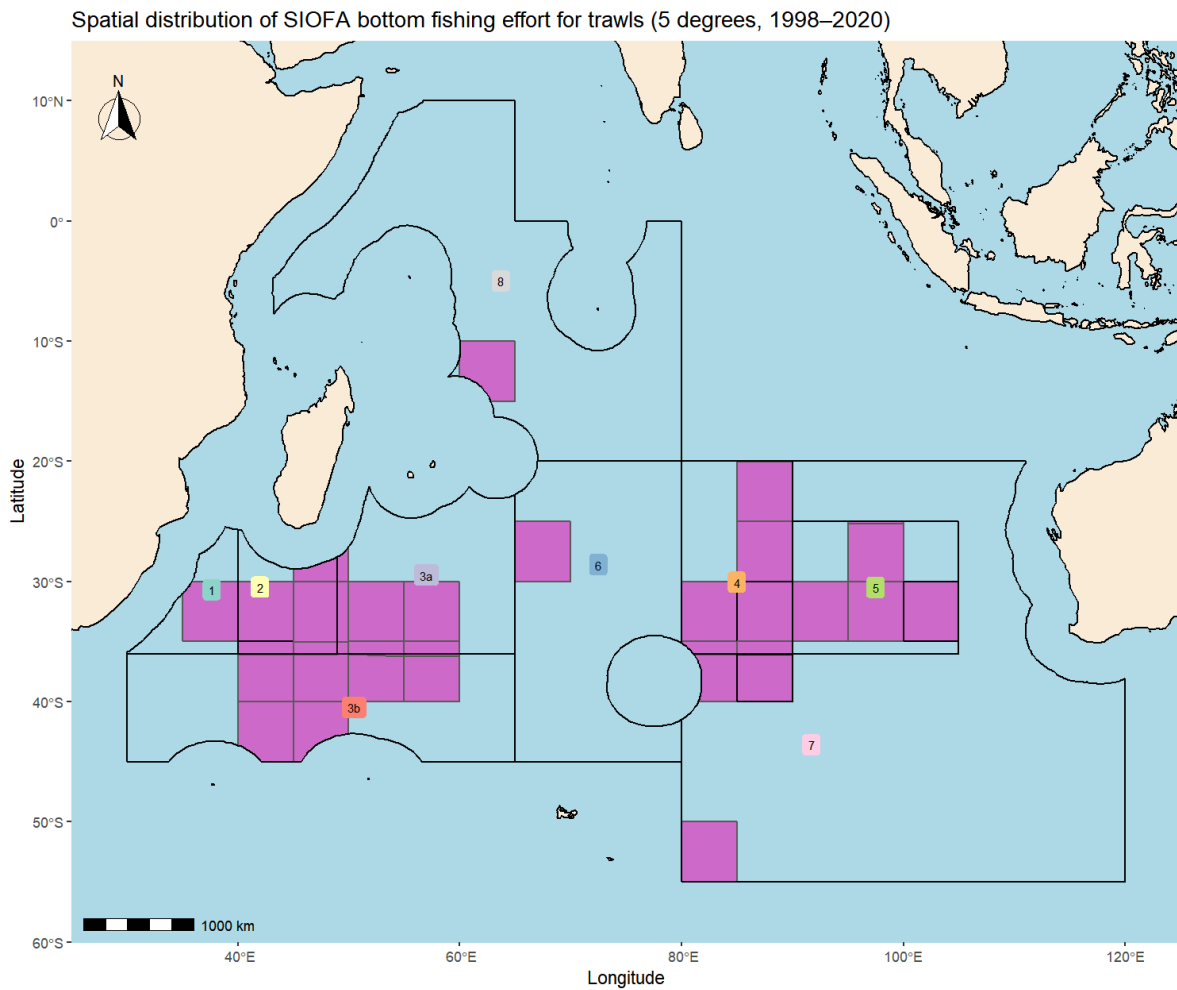 Spatial distribution of SIOFA bottom fishing effort for trawls (5 degrees, 1998–2020)
N
10°N
0°
8
10°S
20°S
Latitude
6
3a
30°S
1
2
4
5
40°S
3b
7
50°S
1000 km
60°S
40°E 60°E 80°E 100°E 120°E
Longitude